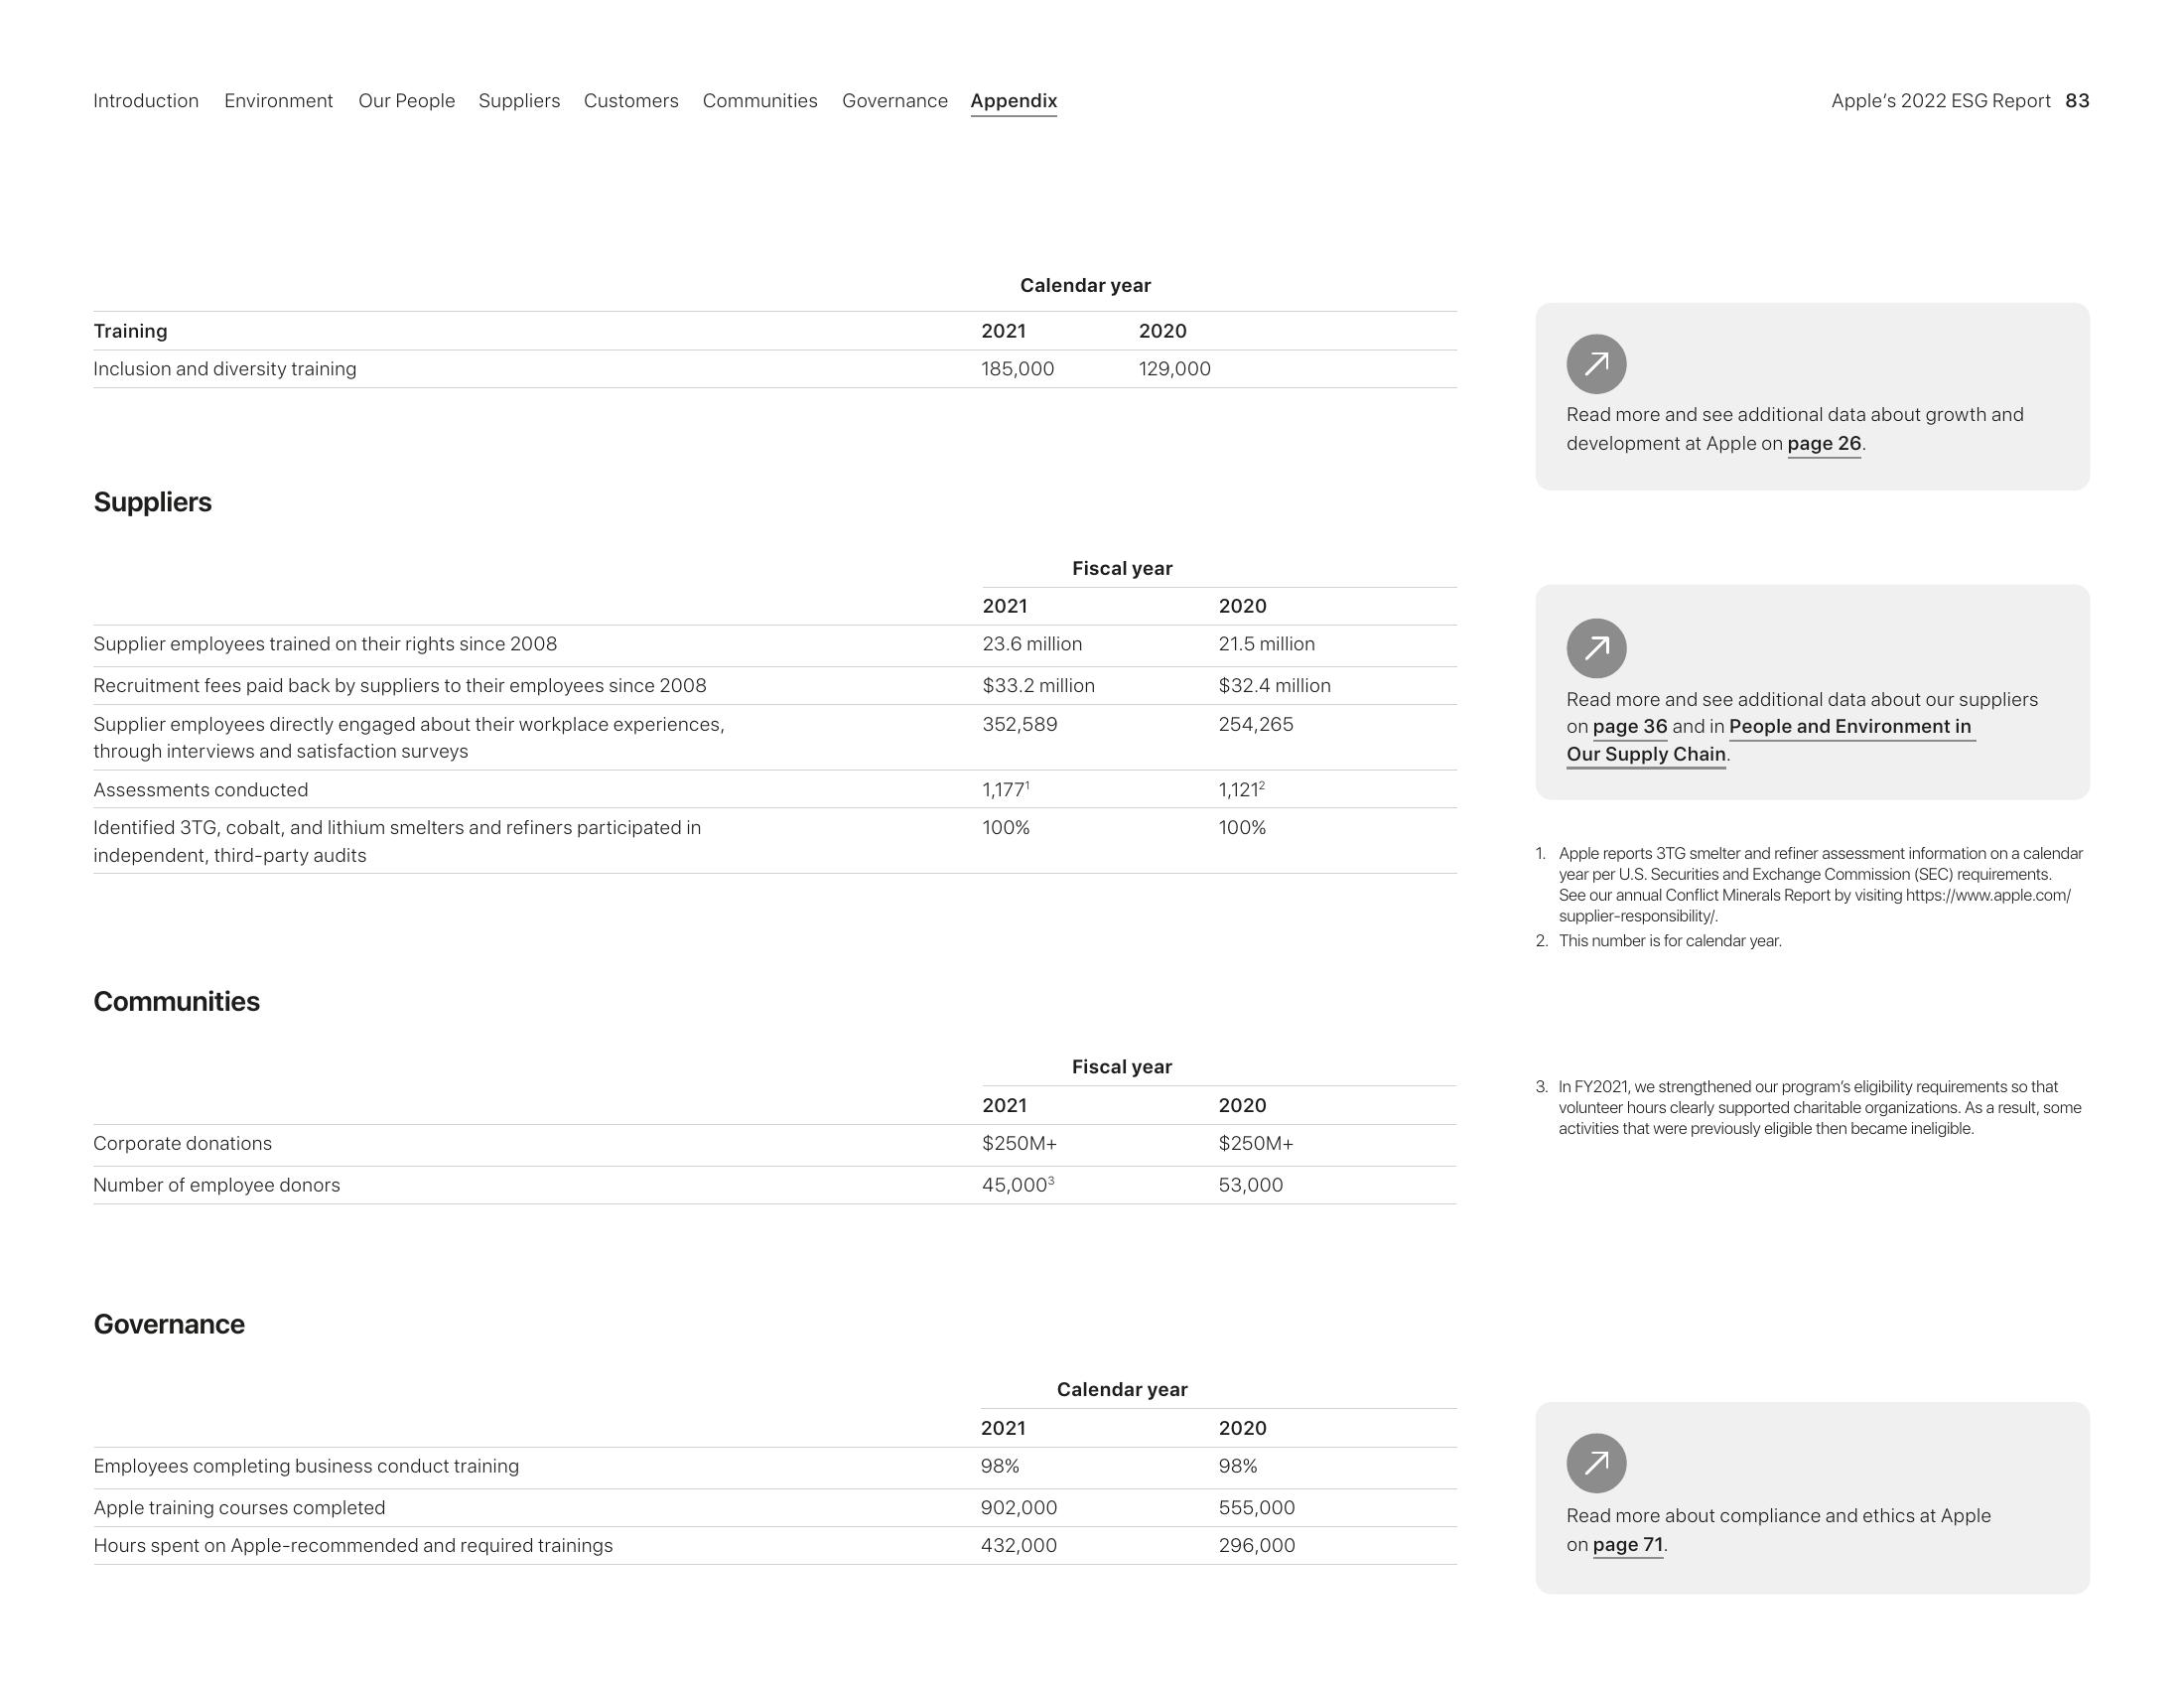 Introduction Environment Our People Suppliers Customers Communities Governance Appendix
Apple's 2022 ESG Report 83
Calendar year
Training 2021 2020
Inclusion and diversity training 185,000 129,000
Read more and see additional data about growth and
development at Apple on page 26.
Suppliers
Fiscal year
2021 2020
Supplier employees trained on their rights since 2008 23.6 million 21.5 million
Recruitment fees paid back by suppliers to their employees since 2008 $33.2 million $32.4 million
Supplier employees directly engaged about their workplace experiences, 352,589 254,265
through interviews and satisfaction surveys
Assessments conducted 1,177¹ 1,121²
Identified 3TG, cobalt, and lithium smelters and refiners participated in 100% 100%
independent, third-party audits
Read more and see additional data about our suppliers
on page 36 and in People and Environment in
Our Supply Chain.
1. Apple reports 3TG smelter and refiner assessment information on a calendar
year per U.S. Securities and Exchange Commission (SEC) requirements.
See our annual Conflict Minerals Report by visiting https://www.apple.com/
supplier-responsibility/.
2. This number is for calendar year.
Communities
Fiscal year
2021 2020
Corporate donations $250M+ $250M+
Number of employee donors 45,000³ 53,000
3. In FY2021, we strengthened our program's eligibility requirements so that
volunteer hours clearly supported charitable organizations. As a result, some
activities that were previously eligible then became ineligible.
Governance
Calendar year
2021 2020
Employees completing business conduct training 98% 98%
Apple training courses completed 902,000 555,000
Hours spent on Apple-recommended and required trainings 432,000 296,000
Read more about compliance and ethics at Apple
on page 71.